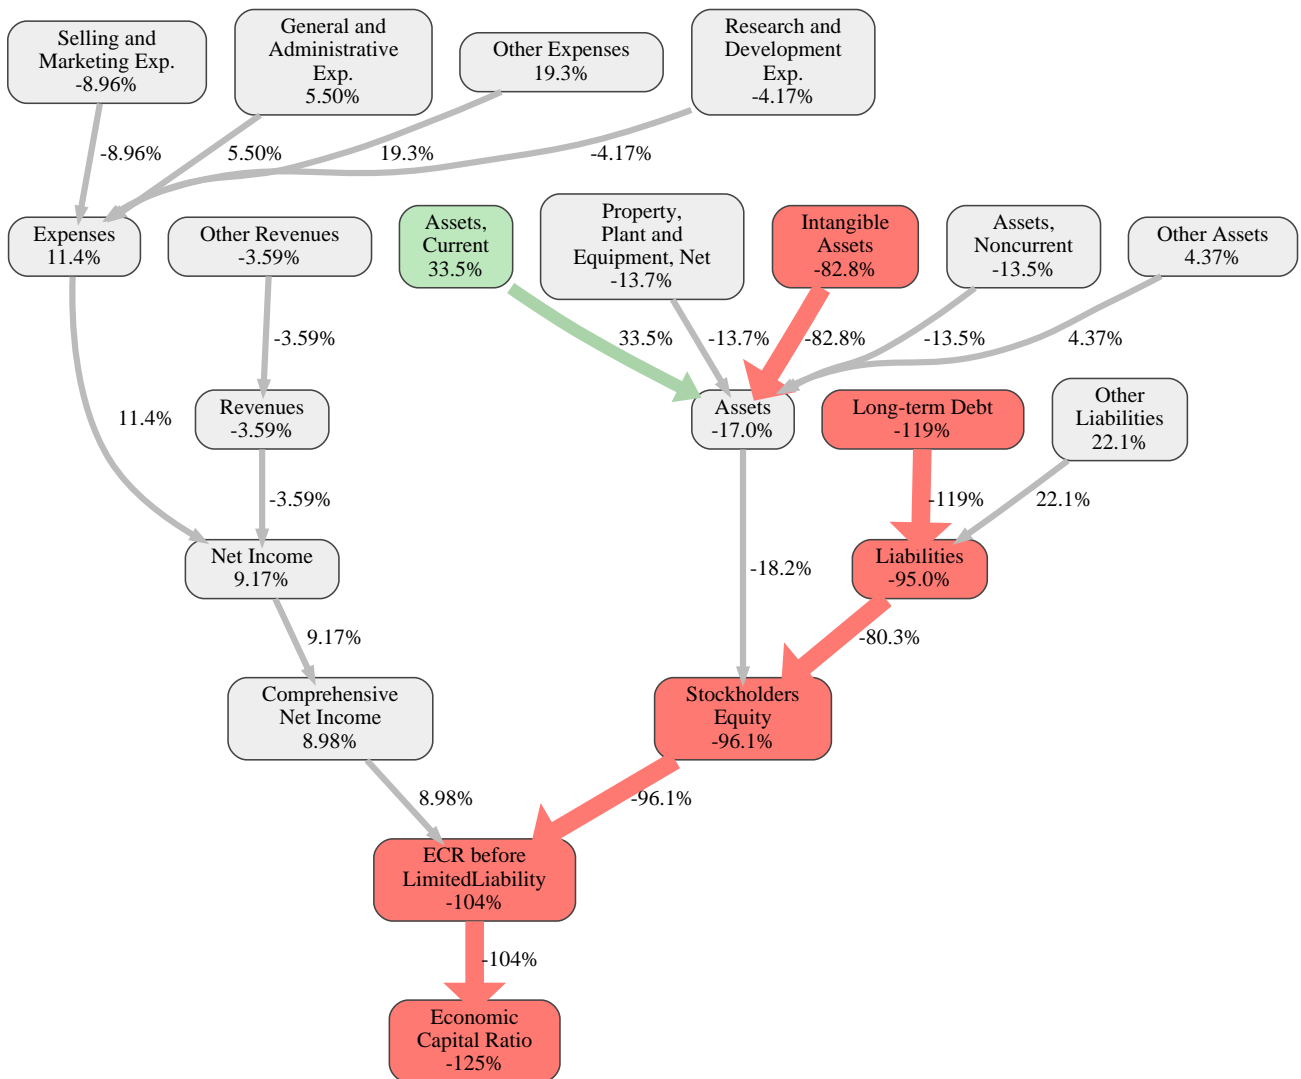 Selling and
Marketing Exp.
-8.96%
General and
Administrative
Exp.
5.50%
Other Expenses
19.3%
Research and
Development
Exp.
-4.17%
-8.96%
5.50%
19.3%
-4.17%
Expenses
11.4%
Other Revenues
-3.59%
Assets,
Current
33.5%
Property,
Plant and
Equipment, Net
-13.7%
Intangible
Assets
-82.8%
Assets,
Noncurrent
-13.5%
Other Assets
4.37%
-3.59%
33.5%
-13.7%
-82.8%
-13.5%
4.37%
11.4%
Revenues
-3.59%
Assets
-17.0%
Long-term Debt
-119%
Other
Liabilities
22.1%
-3.59%
-119%
22.1%
Net Income
9.17%
-18.2%
Liabilities
-95.0%
9.17%
-80.3%
Comprehensive
Net Income
8.98%
Stockholders
Equity
-96.1%
8.98%
-96.1%
ECR before
LimitedLiability
-104%
-104%
Economic
Capital Ratio
-125%